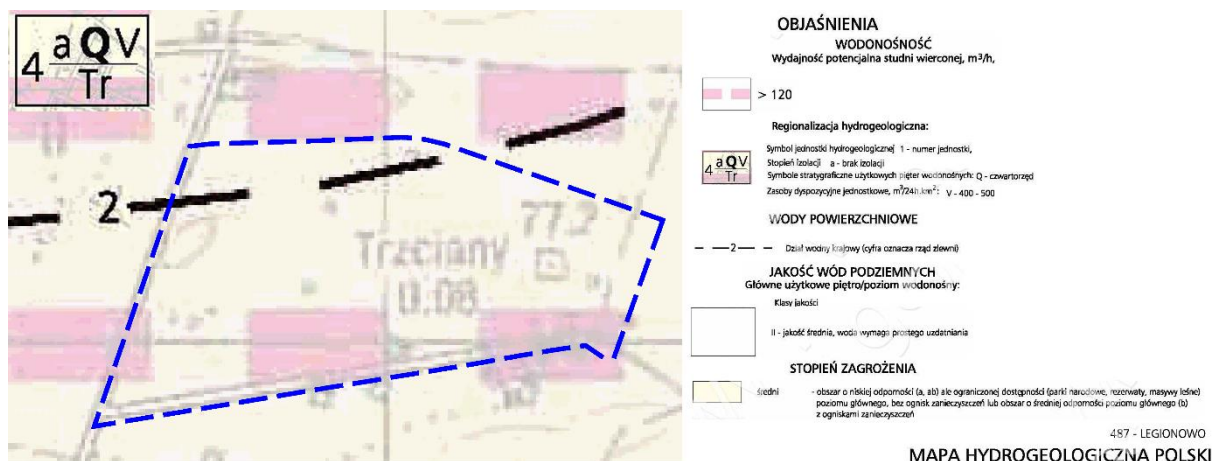 4 a Q V
Tr
2
77.2
Trzciany
0.08
OBJAŚNIENIA
WODONOŚNOŚĆ
Wydajność potencjalna studni wierconej, m³/h,
> 120
Regionalizacja hydrogeologiczna:
Symbol jednostki hydrogeologicznej 1 - numer jednostki,
4 a Q V
Tr
Stopień izolacji a - brak izolacji
Symbole stratygraficzne użytkowych pięter wodonośnych: Q - czwartorzęd
Zasoby dyspozycyjne jednostkowe, m³/24h.km²: V - 400 - 500
WODY POWIERZCHNIOWE
2 Dział wodny krajowy (cyfra oznacza rząd zlewni)
JAKOŚĆ WÓD PODZIEMNYCH
Główne użytkowe piętro/poziom wodonośny:
Klasy jakości
II - jakość średnia, woda wymaga prostego uzdatniania
STOPIEŃ ZAGROŻENIA
średni - obszar o niskiej odporności (a, ab) ale ograniczonej dostępności (parki narodowe, rezerwaty, masywy leśne)
poziomu głównego, bez ognisk zanieczyszczeń lub obszar o średniej odporności poziomu głównego (b)
z ogniskami zanieczyszczeń
487 - LEGIONOWO
MAPA HYDROGEOLOGICZNA POLSKI